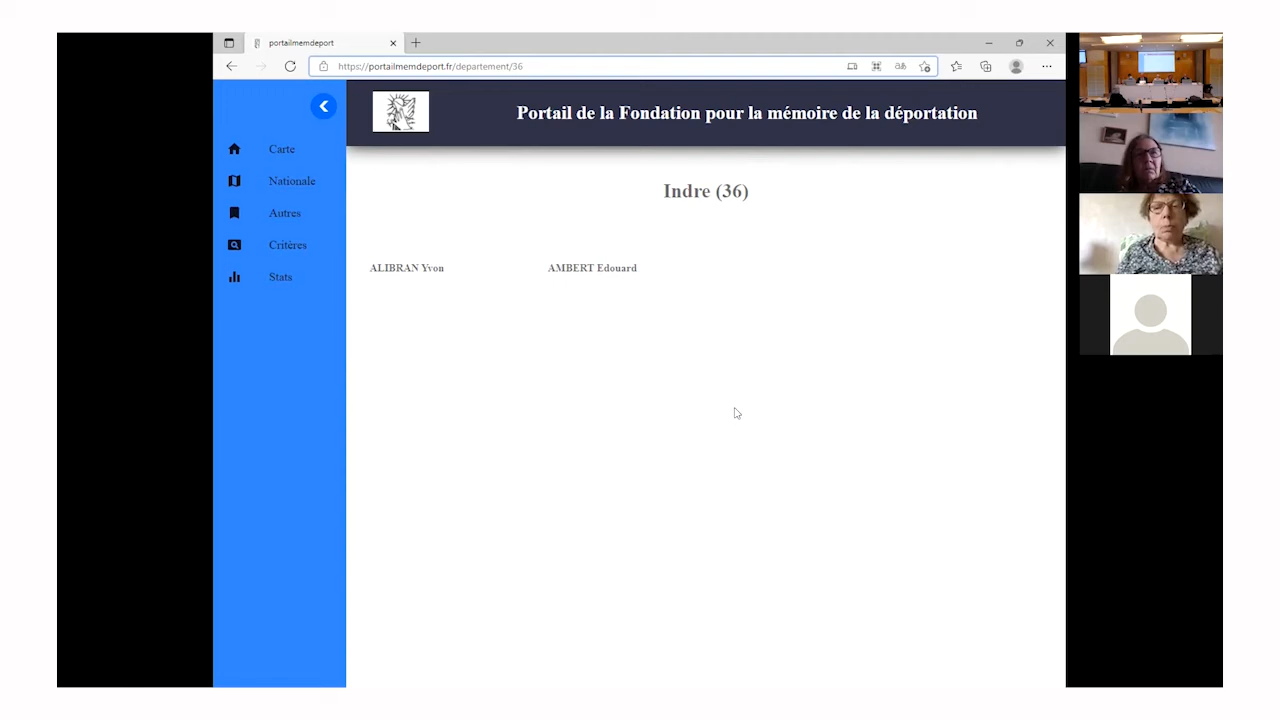 portailmemdeport
https://portailmemdeport.fr/departement/36
Portail de la Fondation pour la mémoire de la déportation
Carte
Nationale
Autres
Critères
Stats
Indre (36)
ALIBRAN Yvon
AMBERT Edouard